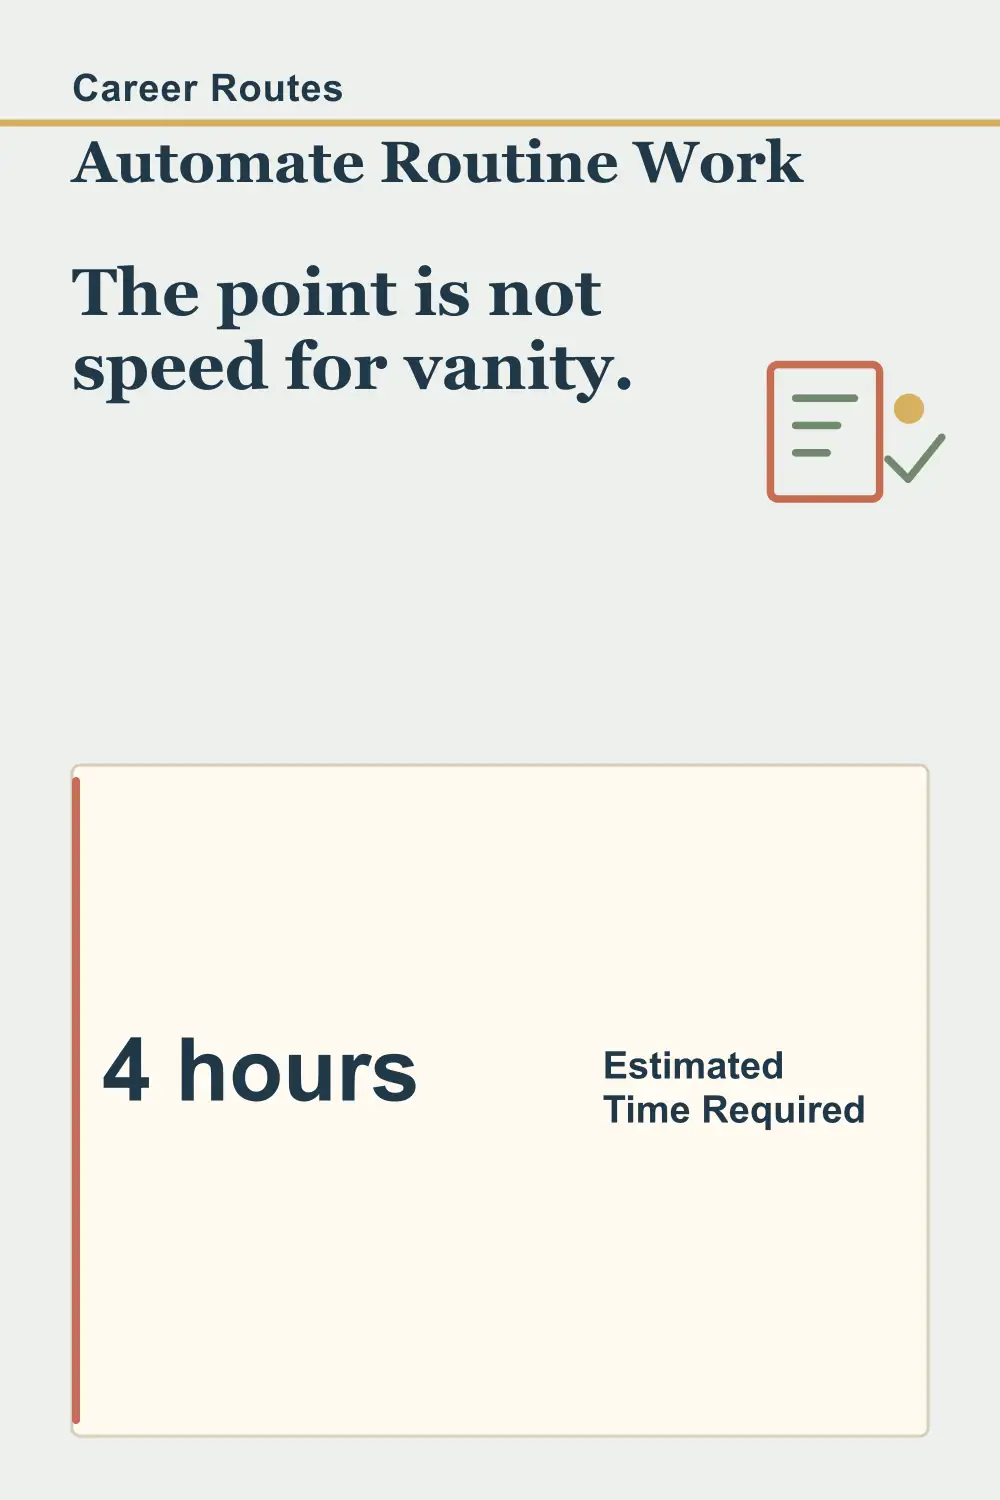 Career Routes
Automate Routine Work
The point is not
speed for vanity.
4 hours
Estimated
Time Required